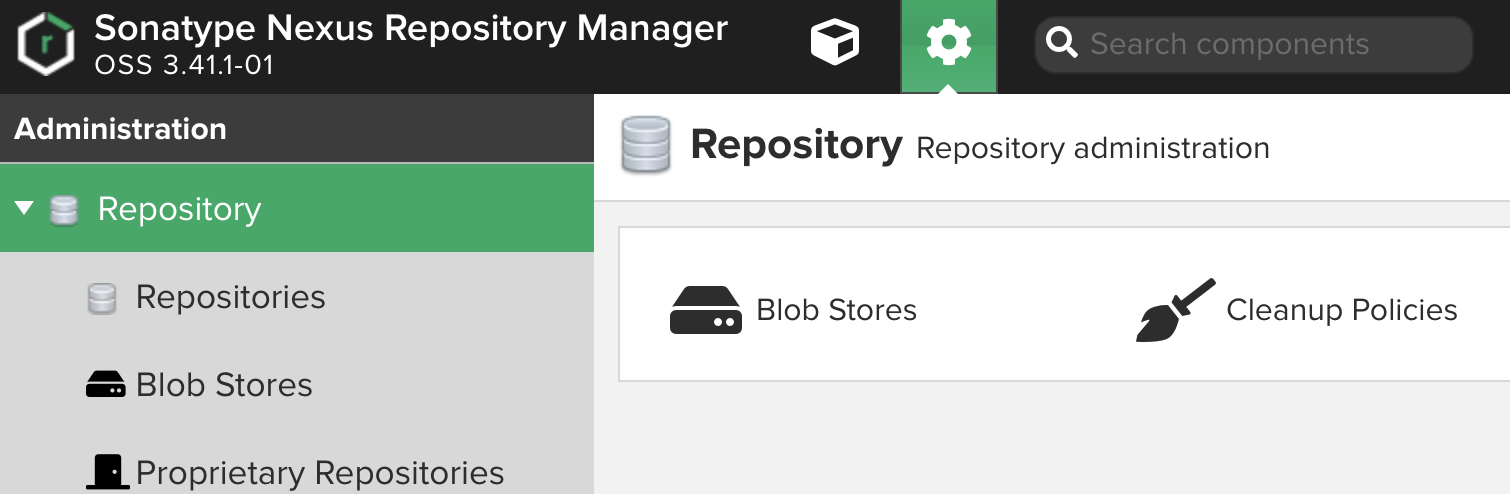 Sonatype Nexus Repository Manager
OSS 3.41.1-01
Search components
Administration
Repository
Repositories
Blob Stores
Proprietary Repositories
Repository Repository administration
Blob Stores
Cleanup Policies